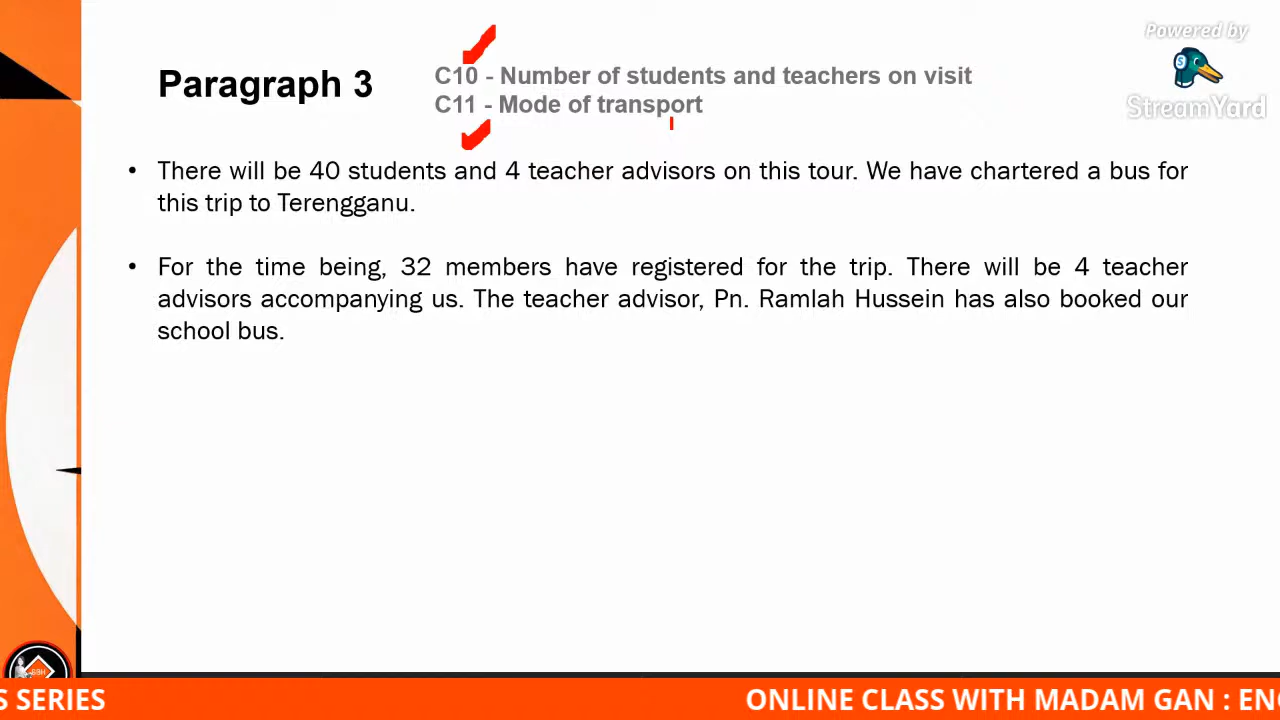 Powered by
StreamYard
Paragraph 3
C10 - Number of students and teachers on visit
C11 - Mode of transport
• There will be 40 students and 4 teacher advisors on this tour. We have chartered a bus for
this trip to Terengganu.
• For the time being, 32 members have registered for the trip. There will be 4 teacher
advisors accompanying us. The teacher advisor, Pn. Ramlah Hussein has also booked our
school bus.
S SERIES
ONLINE CLASS WITH MADAM GAN : EN